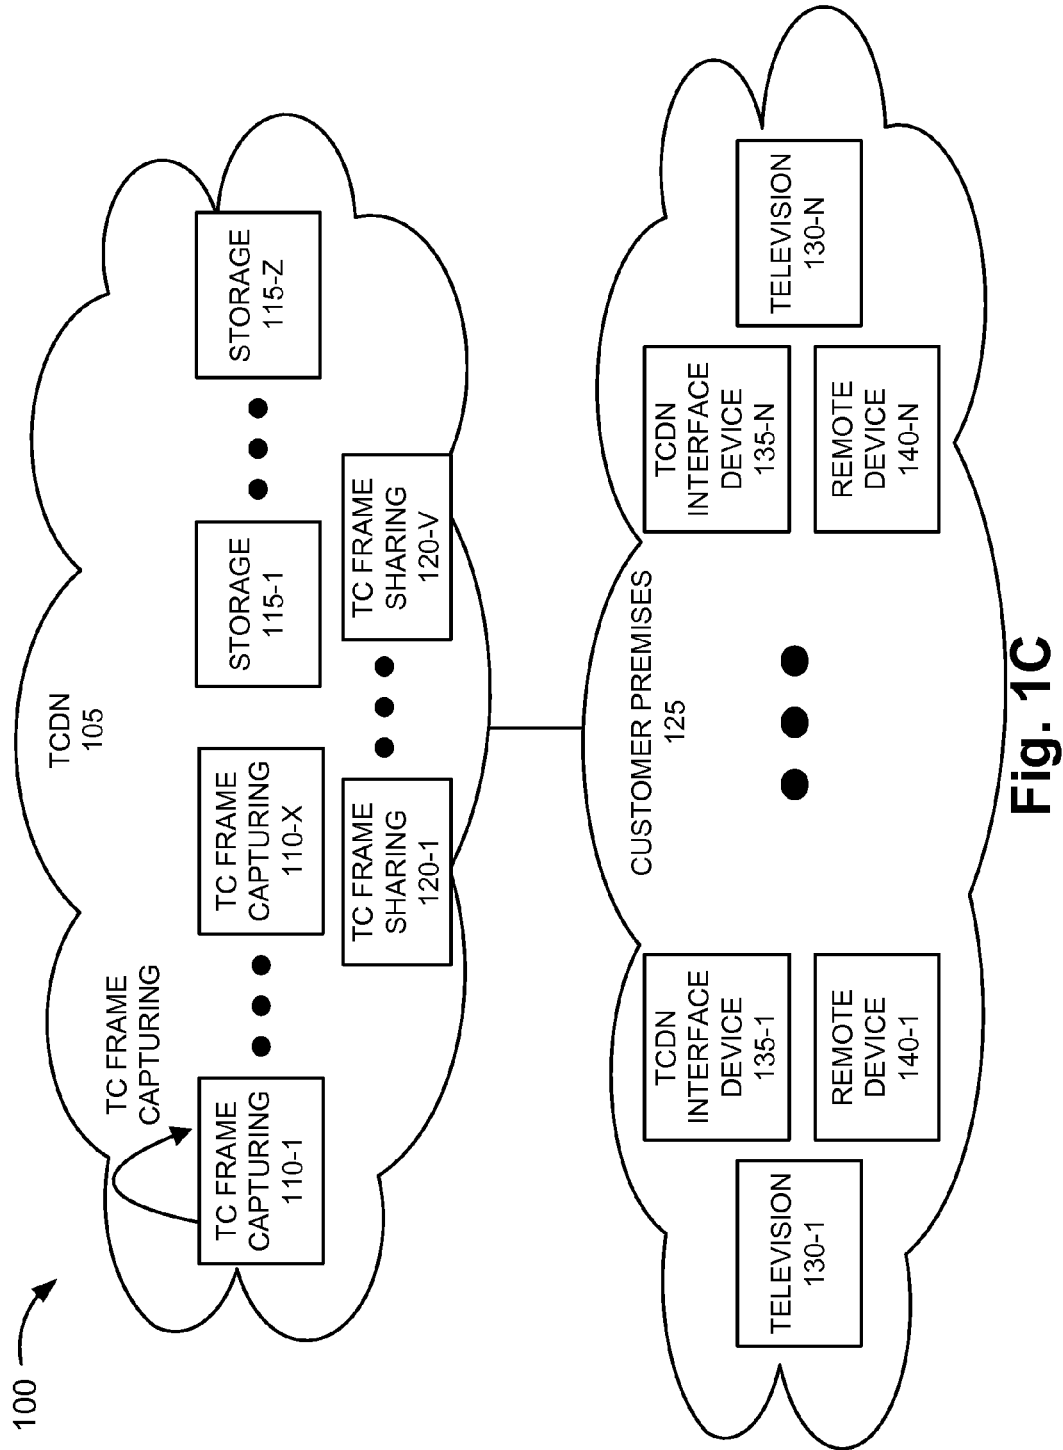 100
TCDN
105
TC FRAME
CAPTURING
TC FRAME
CAPTURING
110-1
TC FRAME
CAPTURING
110-X
STORAGE
115-1
STORAGE
115-Z
TC FRAME
SHARING
120-1
TC FRAME
SHARING
120-V
CUSTOMER PREMISES
125
TELEVISION
130-1
TCDN
INTERFACE
DEVICE
135-1
REMOTE
DEVICE
140-1
TCDN
INTERFACE
DEVICE
135-N
REMOTE
DEVICE
140-N
TELEVISION
130-N
Fig. 1C